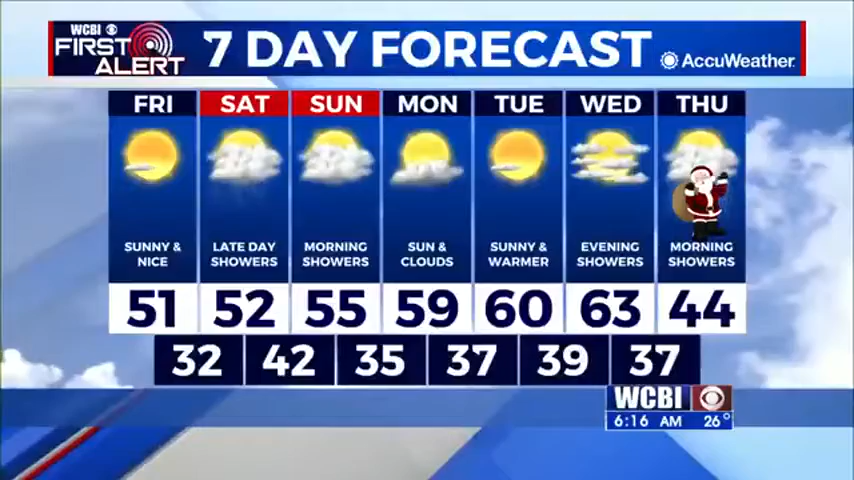 WCBI
FIRST
ALERT
7 DAY FORECAST
AccuWeather
FRI SAT SUN MON TUE WED THU
SUNNY & LATE DAY MORNING SUN & SUNNY & EVENING MORNING
NICE SHOWERS SHOWERS CLOUDS WARMER SHOWERS SHOWERS
51 52 55 59 60 63 44
32 42 35 37 39 37
WCBI
6:16 AM 26°